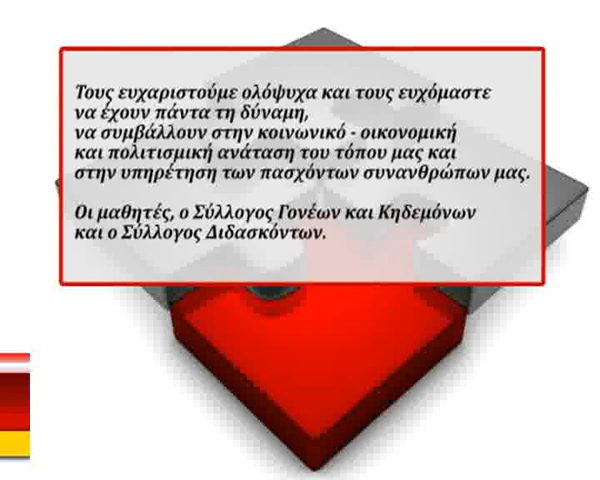 Τους ευχαριστούμε ολόψυχα και τους ευχόμαστε
να έχουν πάντα τη δύναμη,
να συμβάλλουν στην κοινωνικό - οικονομική
και πολιτισμική ανάταση του τόπου μας και
στην υπηρέτηση των πασχόντων συνανθρώπων μας.
Οι μαθητές, ο Σύλλογος Γονέων και Κηδεμόνων
και ο Σύλλογος Διδασκόντων.